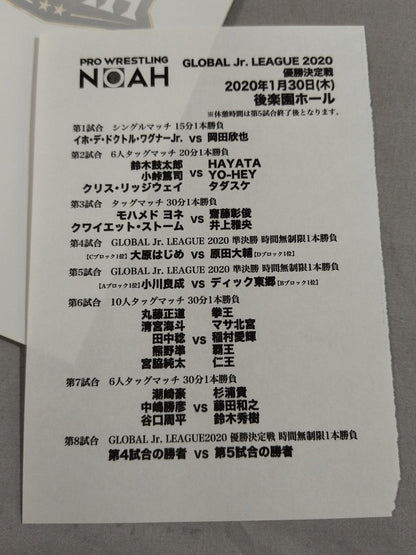 PRO WRESTLING
NOAH
GLOBAL Jr. LEAGUE 2020
優勝決定戦
2020年1月30日(木)
後楽園ホール
※休憩時間は第5試合終了後となります。
第1試合 シングルマッチ 15分1本勝負
イホ・デ・ドクトル・ワグナーJr. vs 岡田欣也
第2試合 6人タッグマッチ 20分1本勝負
鈴木鼓太郎 HAYATA
小峠篤司 vs YO-HEY
クリス・リッジウェイ タダスケ
第3試合 タッグマッチ 30分1本勝負
モハメド ヨネ vs 齋藤彰俊
クワイエット・ストーム 井上雅央
第4試合 GLOBAL Jr. LEAGUE 2020 準決勝 時間無制限1本勝負
【Cブロック1位】大原はじめ vs 原田大輔【Dブロック1位】
第5試合 GLOBAL Jr. LEAGUE 2020 準決勝 時間無制限1本勝負
【Aブロック1位】小川良成 vs ディック東郷【Bブロック1位】
第6試合 10人タッグマッチ 30分1本勝負
丸藤正道 拳王
清宮海斗 マサ北宮
田中稔 vs 稲村愛輝
熊野準 覇王
宮脇純太 仁王
第7試合 6人タッグマッチ 30分1本勝負
潮崎豪 杉浦貴
中嶋勝彦 vs 藤田和之
谷口周平 鈴木秀樹
第8試合 GLOBAL Jr. LEAGUE2020 優勝決定戦 時間無制限1本勝負
第4試合の勝者 vs 第5試合の勝者